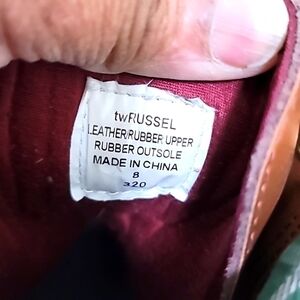 twRUSSEL
LEATHER/RUBBER UPPER
RUBBER OUTSOLE
MADE IN CHINA
8
320